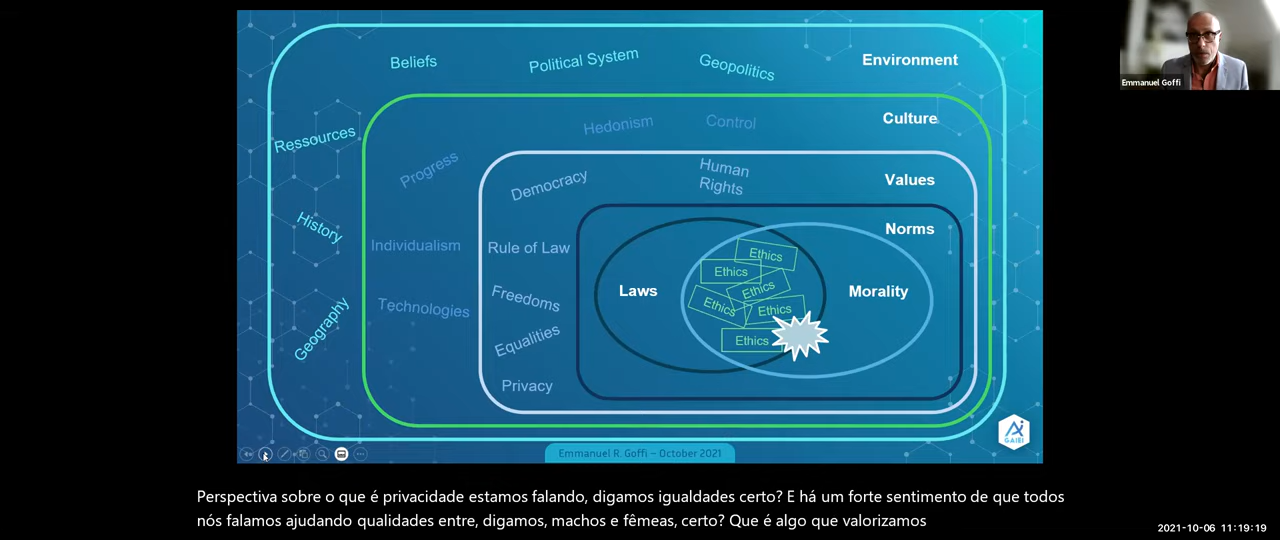 Beliefs
Political System
Geopolitics
Environment
Ressources
History
Geography
Hedonism
Control
Culture
Progress
Individualism
Technologies
Democracy
Human
Rights
Values
Rule of Law
Freedoms
Equalities
Privacy
Norms
Laws
Ethics
Ethics
Ethics
Ethics
Ethics
Ethics
Morality
AI
GAIEI
Emmanuel R. Goffi – October 2021
Emmanuel Goffi
Perspectiva sobre o que é privacidade estamos falando, digamos igualdades certo? E há um forte sentimento de que todos
nós falamos ajudando qualidades entre, digamos, machos e fêmeas, certo? Que é algo que valorizamos
2021-10-06 11:19:19